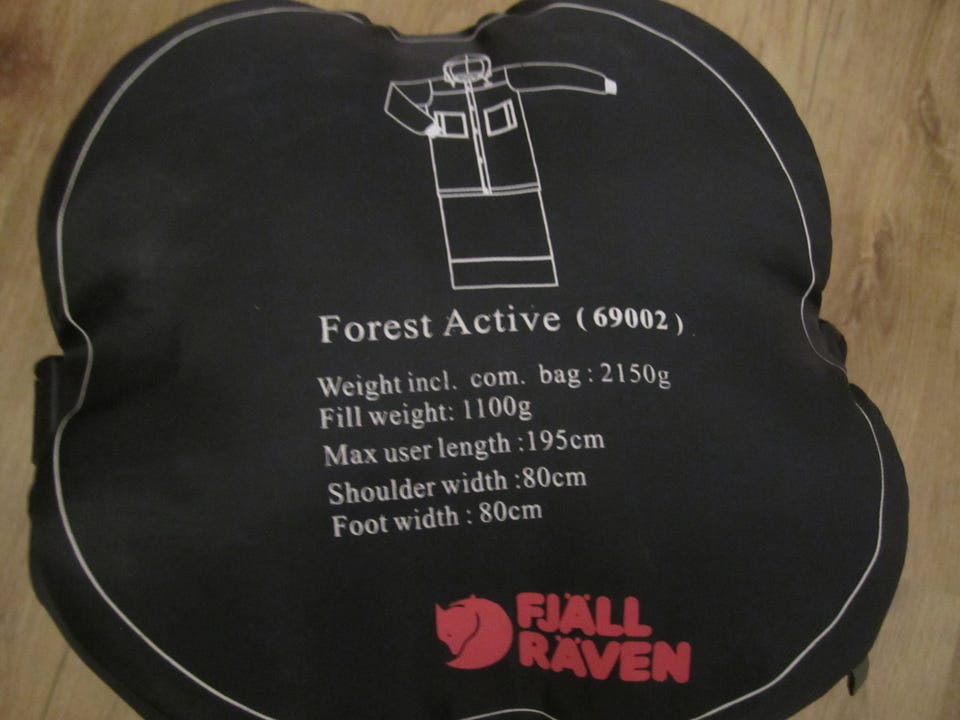 Forest Active (69002)
Weight incl. com. bag : 2150g
Fill weight: 1100g
Max user length :195cm
Shoulder width :80cm
Foot width : 80cm
FJÄLL
RÄVEN